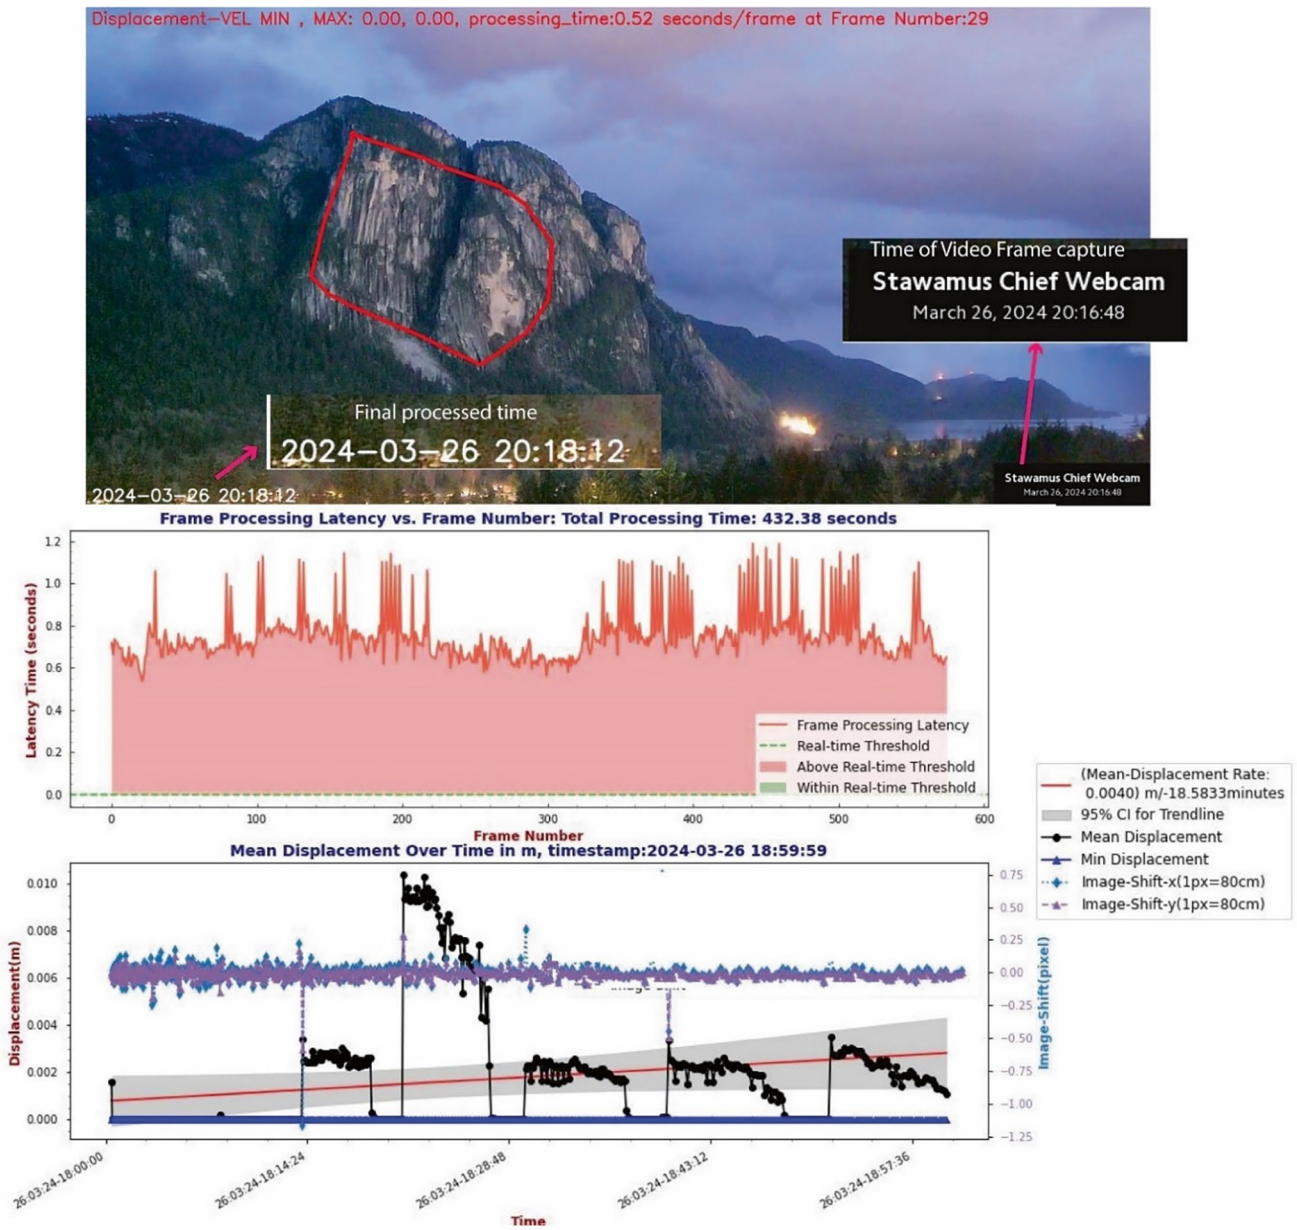 Displacement-VEL MIN , MAX: 0.00, 0.00, processing_time:0.52 seconds/frame at Frame Number:29
Time of Video Frame capture
Stawamus Chief Webcam
March 26, 2024 20:16:48
Final processed time
2024-03-26 20:18:12
2024-03-26 20:18:12
Stawamus Chief Webcam
March 26, 2024 20:16:48
Frame Processing Latency vs. Frame Number: Total Processing Time: 432.38 seconds
1.2
1.0
0.8
0.6
0.4
0.2
0.0
Latency Time (seconds)
Frame Processing Latency
Real-time Threshold
Above Real-time Threshold
Within Real-time Threshold
0 100 200 300 400 500 600
Frame Number
(Mean-Displacement Rate:
0.0040) m/-18.5833minutes
95% CI for Trendline
Mean Displacement
Min Displacement
Image-Shift-x(1px=80cm)
Image-Shift-y(1px=80cm)
Mean Displacement Over Time in m, timestamp:2024-03-26 18:59:59
0.010
0.008
0.006
0.004
0.002
0.000
Displacement(m)
0.75
0.50
0.25
0.00
−0.25
−0.50
−0.75
−1.00
−1.25
Image-Shift(pixel)
26:03:24-18:00:00
26:03:24-18:14:24
26:03:24-18:28:48
26:03:24-18:43:12
26:03:24-18:57:36
Time